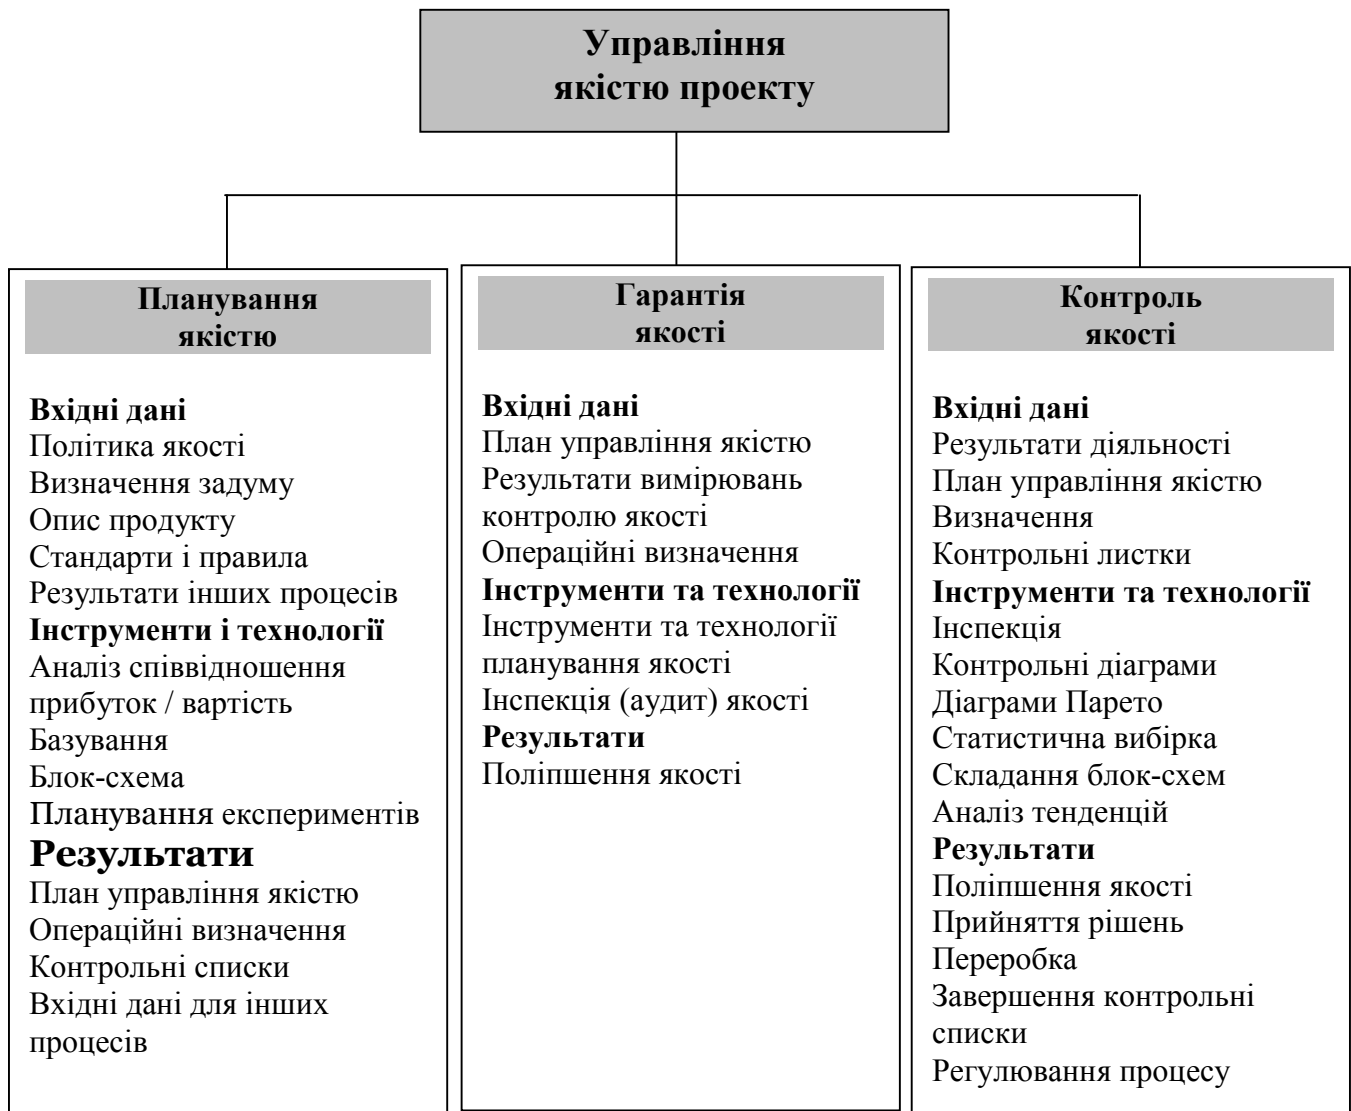 Управління
якістю проекту
Планування
якістю
Вхідні дані
Політика якості
Визначення задуму
Опис продукту
Стандарти і правила
Результати інших процесів
Інструменти і технології
Аналіз співвідношення
прибуток / вартість
Базування
Блок-схема
Планування експериментів
Результати
План управління якістю
Операційні визначення
Контрольні списки
Вхідні дані для інших
процесів
Гарантія
якості
Вхідні дані
План управління якістю
Результати вимірювань
контролю якості
Операційні визначення
Інструменти та технології
Інструменти та технології
планування якості
Інспекція (аудит) якості
Результати
Поліпшення якості
Контроль
якості
Вхідні дані
Результати діяльності
План управління якістю
Визначення
Контрольні листки
Інструменти та технології
Інспекція
Контрольні діаграми
Діаграми Парето
Статистична вибірка
Складання блок-схем
Аналіз тенденцій
Результати
Поліпшення якості
Прийняття рішень
Переробка
Завершення контрольні
списки
Регулювання процесу